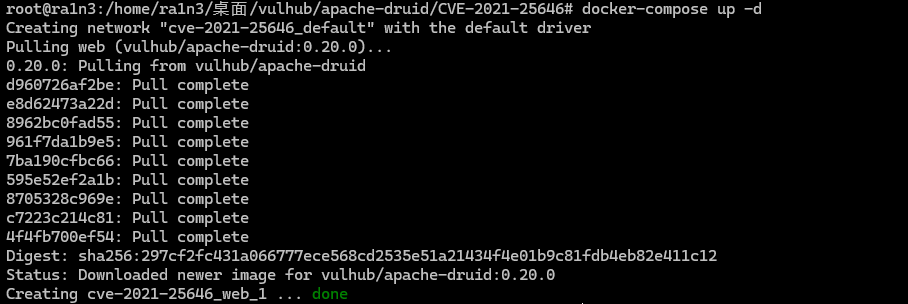 root@ra1n3:/home/ra1n3/桌面/vulhub/apache-druid/CVE-2021-25646# docker-compose up -d
Creating network "cve-2021-25646_default" with the default driver
Pulling web (vulhub/apache-druid:0.20.0)...
0.20.0: Pulling from vulhub/apache-druid
d960726af2be: Pull complete
e8d62473a22d: Pull complete
8962bc0fad55: Pull complete
961f7da1b9e5: Pull complete
7ba190cfbc66: Pull complete
595e52ef2a1b: Pull complete
8705328c969e: Pull complete
c7223c214c81: Pull complete
4f4fb700ef54: Pull complete
Digest: sha256:297cf2fc431a066777ece568cd2535e51a21434f4e01b9c81fdb4eb82e411c12
Status: Downloaded newer image for vulhub/apache-druid:0.20.0
Creating cve-2021-25646_web_1 ... done